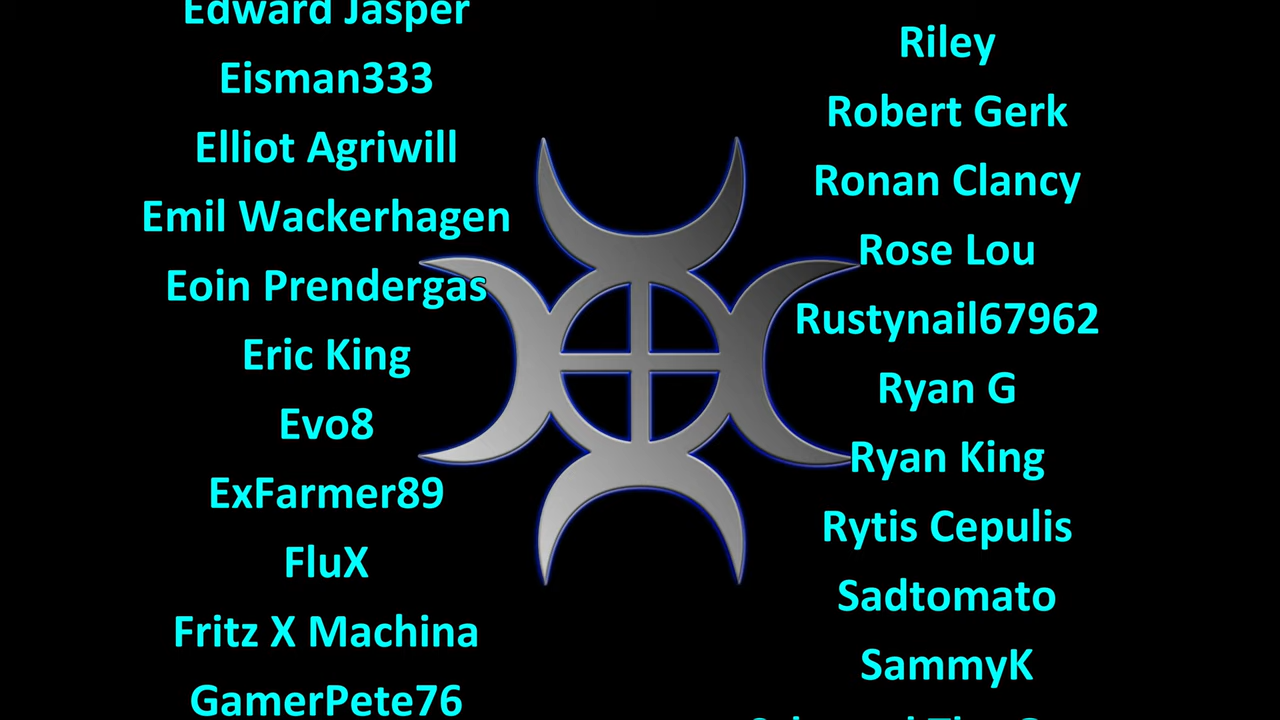 Edward Jasper
Eisman333
Elliot Agriwill
Emil Wackerhagen
Eoin Prendergas
Eric King
Evo8
ExFarmer89
FluX
Fritz X Machina
GamerPete76
Riley
Robert Gerk
Ronan Clancy
Rose Lou
Rustynail67962
Ryan G
Ryan King
Rytis Cepulis
Sadtomato
SammyK